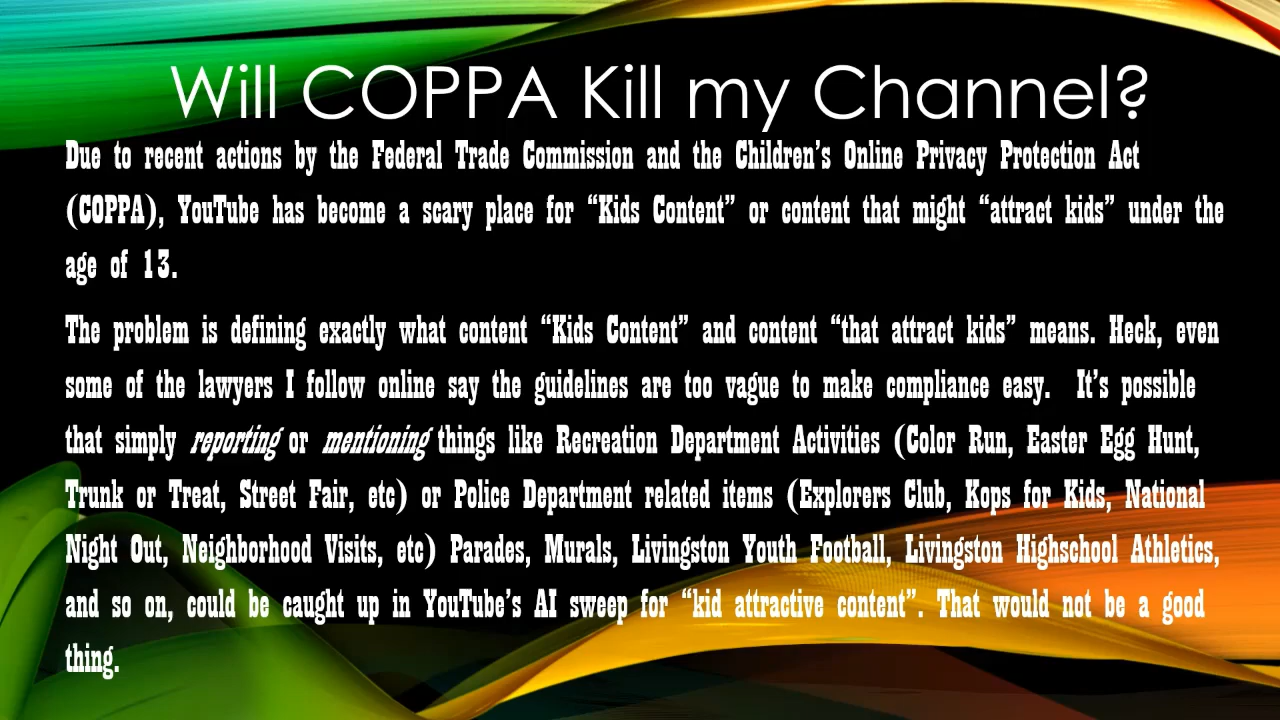 Will COPPA Kill my Channel?
Due to recent actions by the Federal Trade Commission and the Children’s Online Privacy Protection Act
(COPPA), YouTube has become a scary place for “Kids Content” or content that might “attract kids” under the
age of 13.
The problem is defining exactly what content “Kids Content” and content “that attract kids” means. Heck, even
some of the lawyers I follow online say the guidelines are too vague to make compliance easy.  It’s possible
that simply reporting or mentioning things like Recreation Department Activities (Color Run, Easter Egg Hunt,
Trunk or Treat, Street Fair, etc) or Police Department related items (Explorers Club, Kops for Kids, National
Night Out, Neighborhood Visits, etc) Parades, Murals, Livingston Youth Football, Livingston Highschool Athletics,
and so on, could be caught up in YouTube’s AI sweep for “kid attractive content”. That would not be a good
thing.